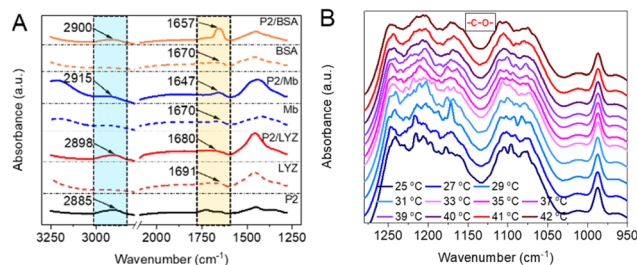 A
Absorbance (a.u.)
2900
1657
P2/BSA
1670
BSA
2915
1647
P2/Mb
1670
Mb
2898
1680
P2/LYZ
1691
LYZ
2885
P2
3250 3000 2000 1750 1500 1250
Wavenumber (cm⁻¹)
B
Absorbance (a.u.)
-C-O-
25 °C 27 °C 29 °C
31 °C 33 °C 35 °C 37 °C
39 °C 40 °C 41 °C 42 °C
1200 1150 1100 1050 1000 950
Wavenumber (cm⁻¹)